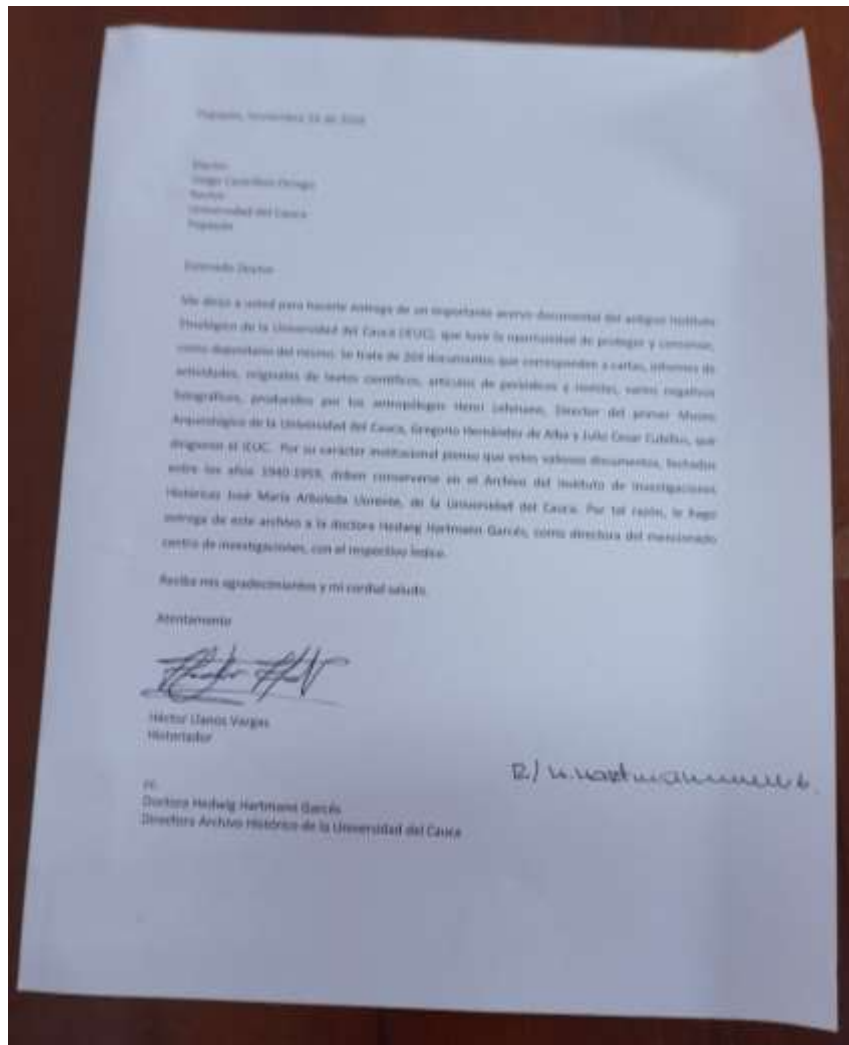 Popayán, noviembre de
Doctor
Diego Castrillón Orrego
Rector
Universidad del Cauca
Popayán
Estimado Doctor
Me dirijo a usted para hacerle entrega de un importante acervo documental del antiguo Instituto
Etnológico de la Universidad del Cauca (IEUC), que tuve la oportunidad de proteger y conservar,
como depositario del mismo. Se trata de 204 documentos que corresponden a cartas, informes de
actividades, originales de textos científicos, artículos de periódicos y revistas, varios negativos
fotográficos, producidos por los antropólogos Henri Lehmann, Director del primer Museo
Arqueológico de la Universidad del Cauca, Gregorio Hernández de Alba y Julio Cesar Cubillos, que
dirigieron el IEUC. Por su carácter institucional pienso que estos valiosos documentos, fechados
entre los años 1940-1959, deben conservarse en el Archivo del Instituto de Investigaciones
Históricas José María Arboleda Llorente, de la Universidad del Cauca. Por tal razón, le hago
entrega de este archivo a la doctora Hedwig Hartmann Garcés, como directora del mencionado
centro de investigaciones, con el respectivo índice.
Reciba mis agradecimientos y mi cordial saludo.
Atentamente
Héctor Llanos Vargas
Historiador
R/ H. Hartmann
cc.
Doctora Hedwig Hartmann Garcés
Directora Archivo Histórico de la Universidad del Cauca